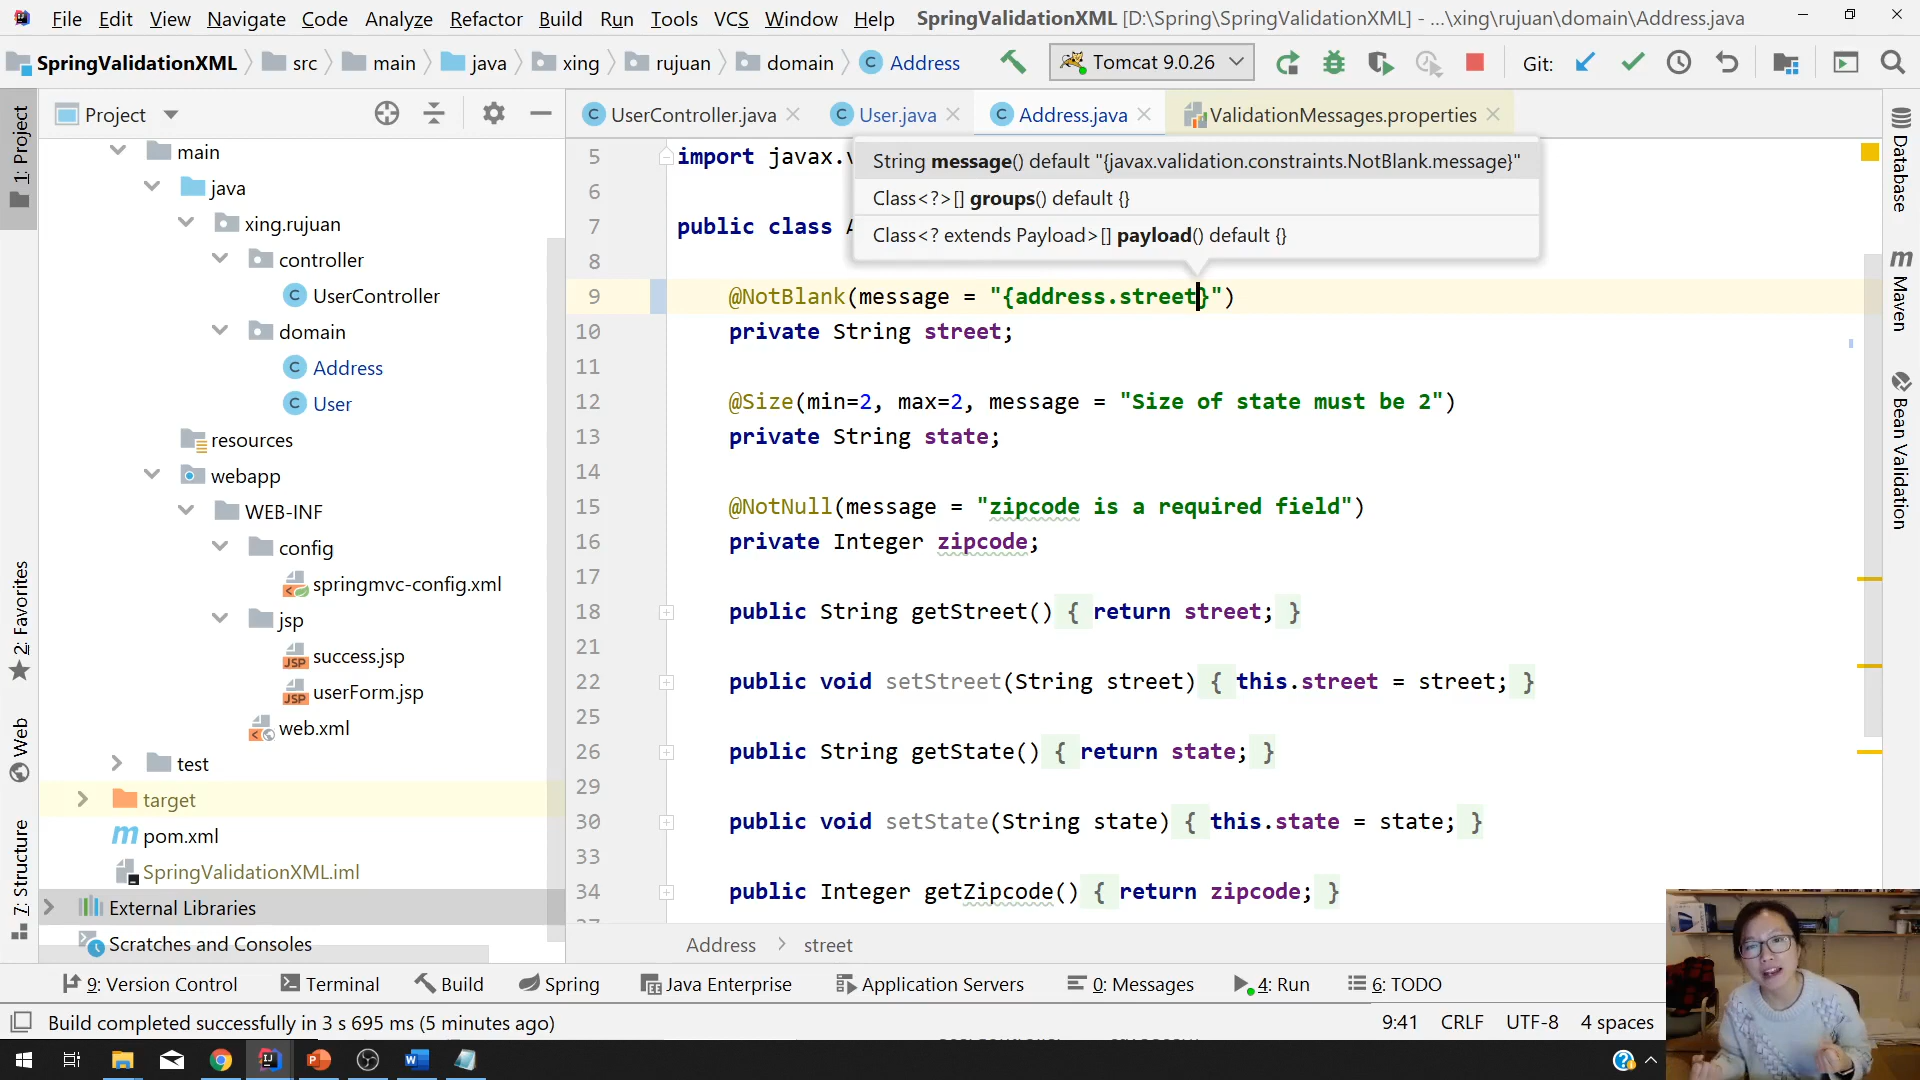 File Edit View Navigate Code Analyze Refactor Build Run Tools VCS Window Help SpringValidationXML [D:\Spring\SpringValidationXML] - ...\xing\rujuan\domain\Address.java
SpringValidationXML src main java xing rujuan domain Address Tomcat 9.0.26 Git:
Project
UserController.java User.java Address.java ValidationMessages.properties
1: Project
2: Favorites
Web
7: Structure
main
java
xing.rujuan
controller
UserController
domain
Address
User
resources
webapp
WEB-INF
config
springmvc-config.xml
jsp
success.jsp
userForm.jsp
web.xml
test
target
pom.xml
SpringValidationXML.iml
External Libraries
Scratches and Consoles
5 import javax.v
String message() default "{javax.validation.constraints.NotBlank.message}"
Class<?>[] groups() default {}
Class<? extends Payload>[] payload() default {}
6
7 public class A
8
9 @NotBlank(message = "{address.street}")
10 private String street;
11
12 @Size(min=2, max=2, message = "Size of state must be 2")
13 private String state;
14
15 @NotNull(message = "zipcode is a required field")
16 private Integer zipcode;
17
18 public String getStreet() { return street; }
21
22 public void setStreet(String street) { this.street = street; }
25
26 public String getState() { return state; }
29
30 public void setState(String state) { this.state = state; }
33
34 public Integer getZipcode() { return zipcode; }
Address street
Database
Maven
Bean Validation
9: Version Control Terminal Build Spring Java Enterprise Application Servers 0: Messages 4: Run 6: TODO
Build completed successfully in 3 s 695 ms (5 minutes ago) 9:41 CRLF UTF-8 4 spaces